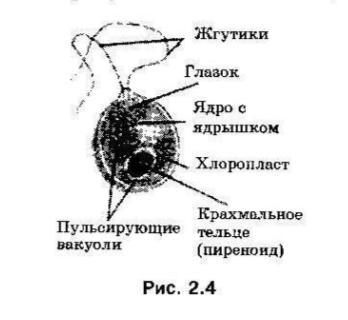 Жгутики
Глазок
Ядро с
ядрышком
Хлоропласт
Пульсирующие
вакуоли
Крахмальное
тельце
(пиреноид)
Рис. 2.4